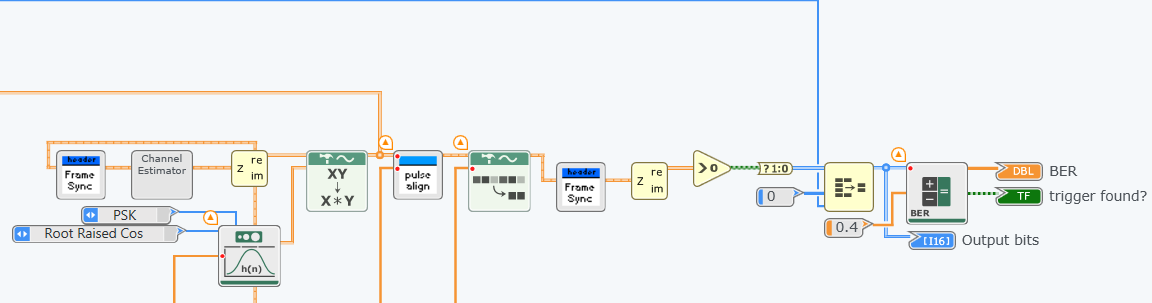 header
Frame
Sync
Channel
Estimator
Z
re
im
XY
X*Y
pulse
align
header
Frame
Sync
Z
re
im
>0
?1:0
0
0.4
BER
DBL
BER
TF
trigger found?
[I16]
Output bits
PSK
Root Raised Cos
h(n)